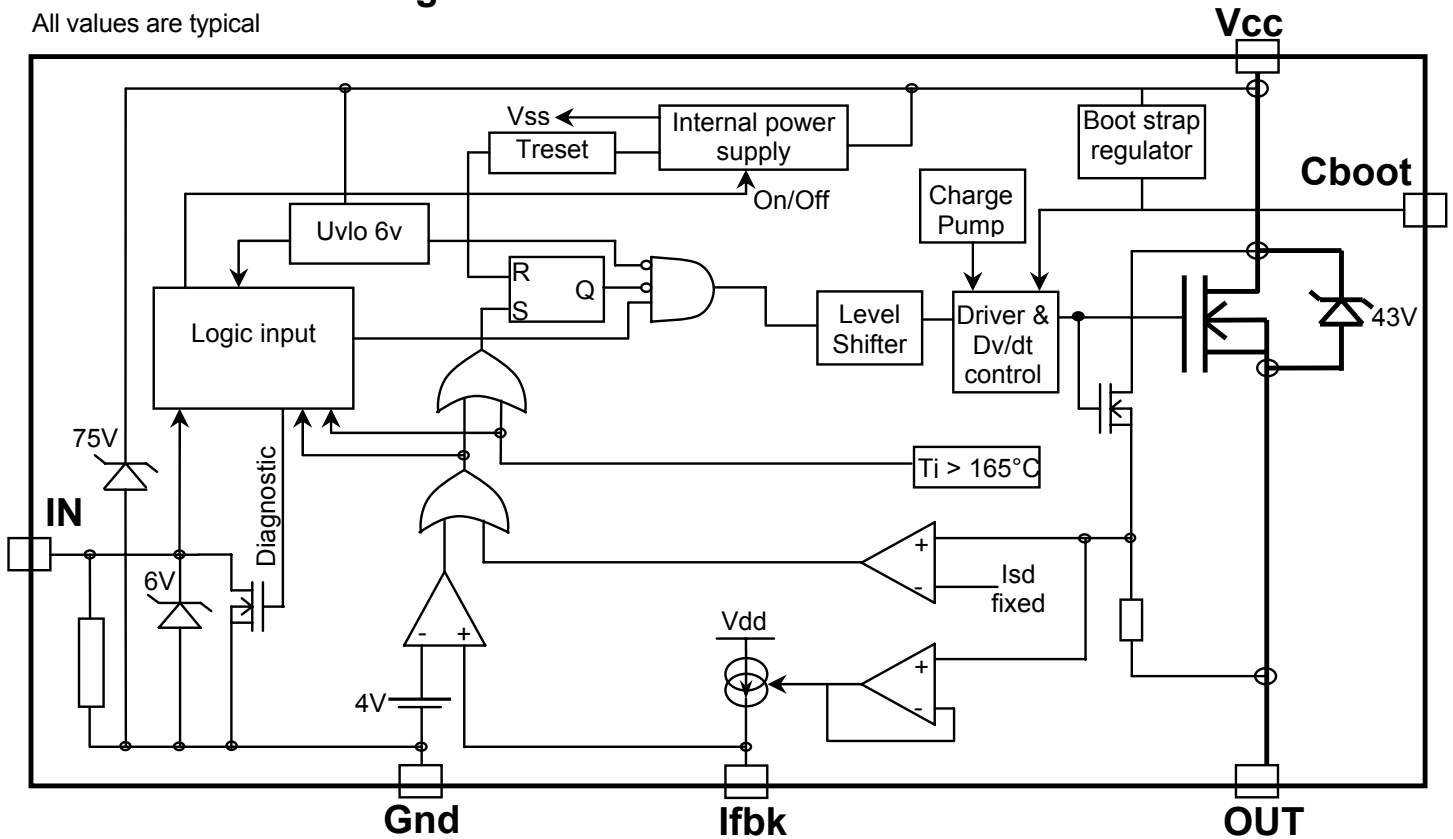 All values are typical
Vcc
Vss
Internal power
supply
Treset
Boot strap
regulator
Cboot
On/Off
Charge
Pump
Uvlo 6v
R
Q
S
Logic input
Level
Shifter
Driver &
Dv/dt
control
43V
75V
Diagnostic
Tj > 165°C
IN
6V
+
-
Isd
fixed
Vdd
- +
+
-
4V
Gnd
Ifbk
OUT